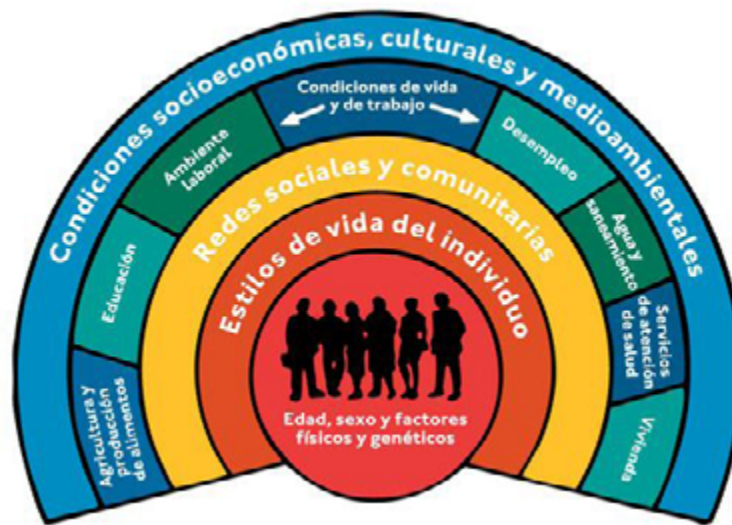 Condiciones socioeconómicas, culturales y medioambientales
Condiciones de vida
y de trabajo
Ambiente
laboral
Desempleo
Educación
Agua y
saneamiento
Agricultura y
producción
de alimentos
Servicios
de atención
de salud
Vivienda
Redes sociales y comunitarias
Estilos de vida del individuo
Edad, sexo y factores
físicos y genéticos